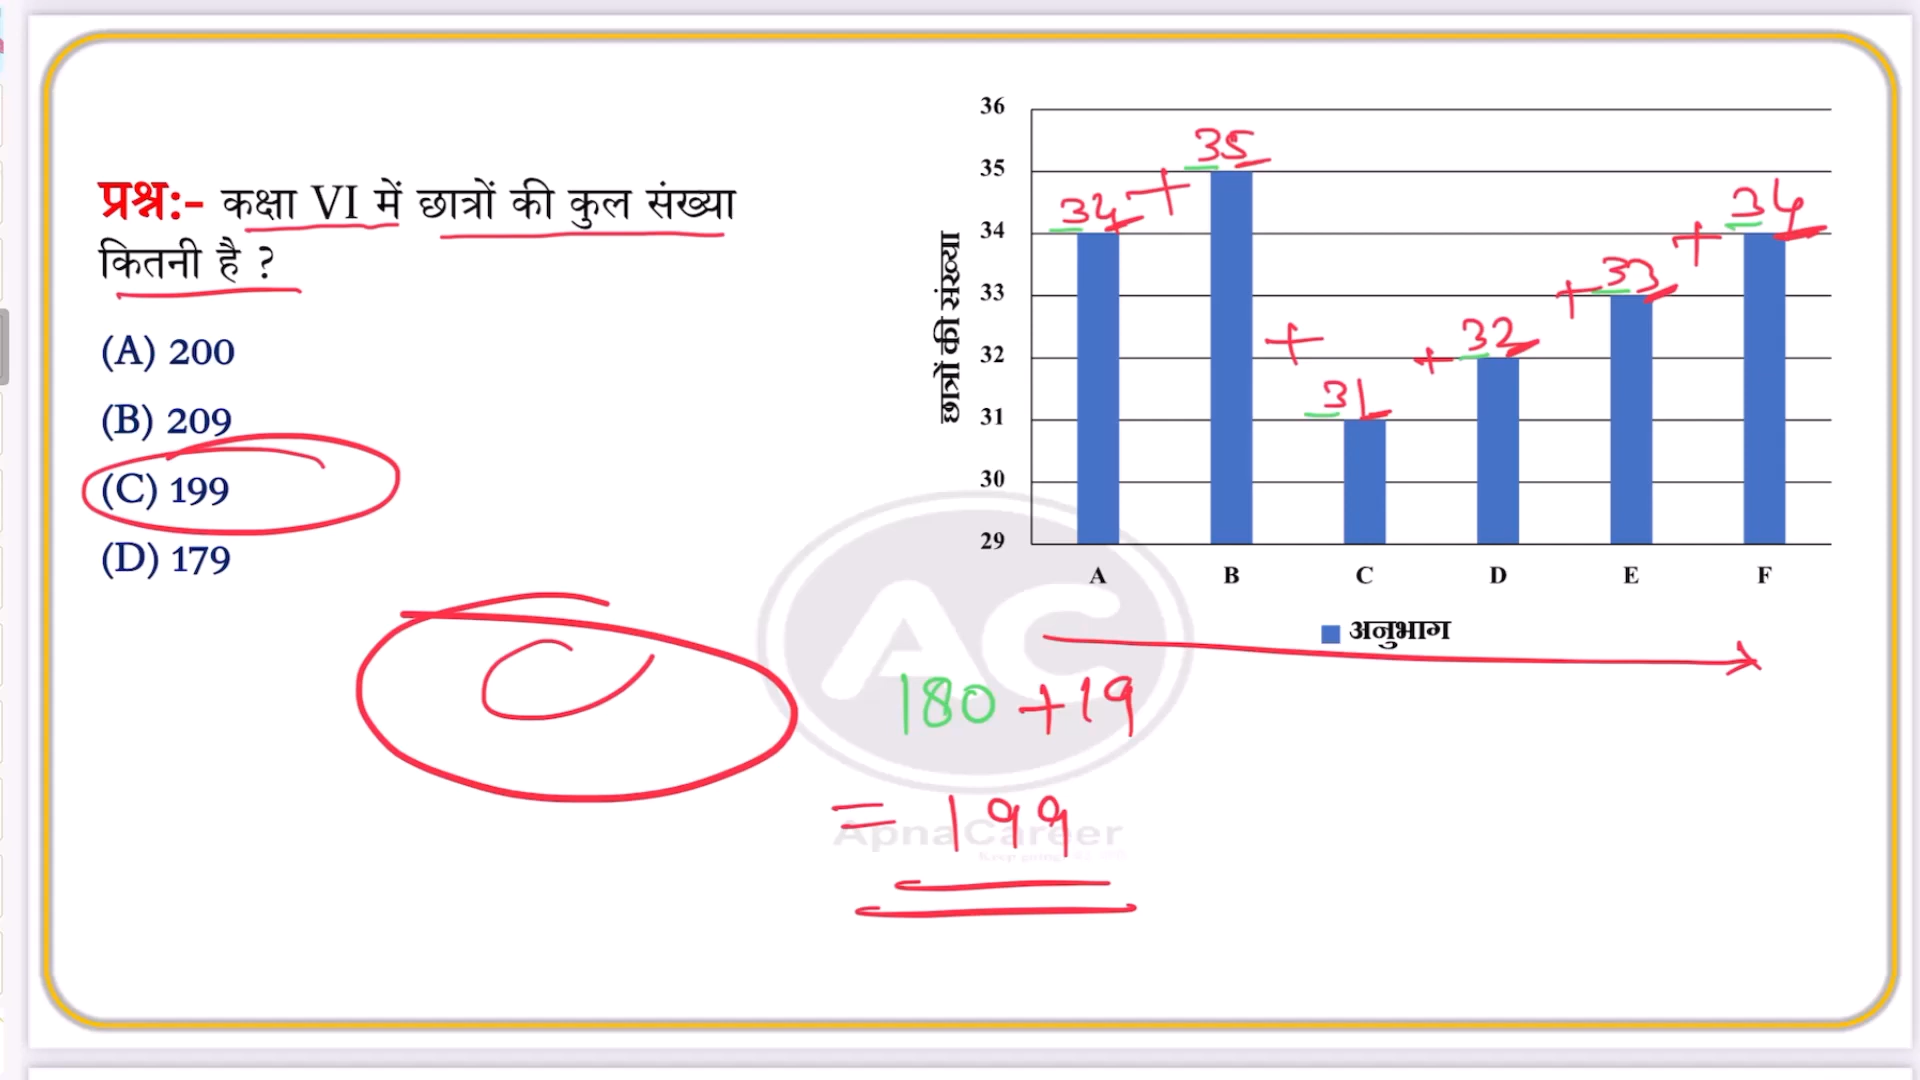 प्रश्न:- कक्षा VI में छात्रों की कुल संख्या
कितनी है ?
(A) 200
(B) 209
(C) 199
(D) 179
छात्रों की संख्या
36
35
34
33
32
31
30
29
34 + 35 + 31 + 32 + 33 + 34
A B C D E F
अनुभाग
AC
180 + 19
= 199
ApnaCareer